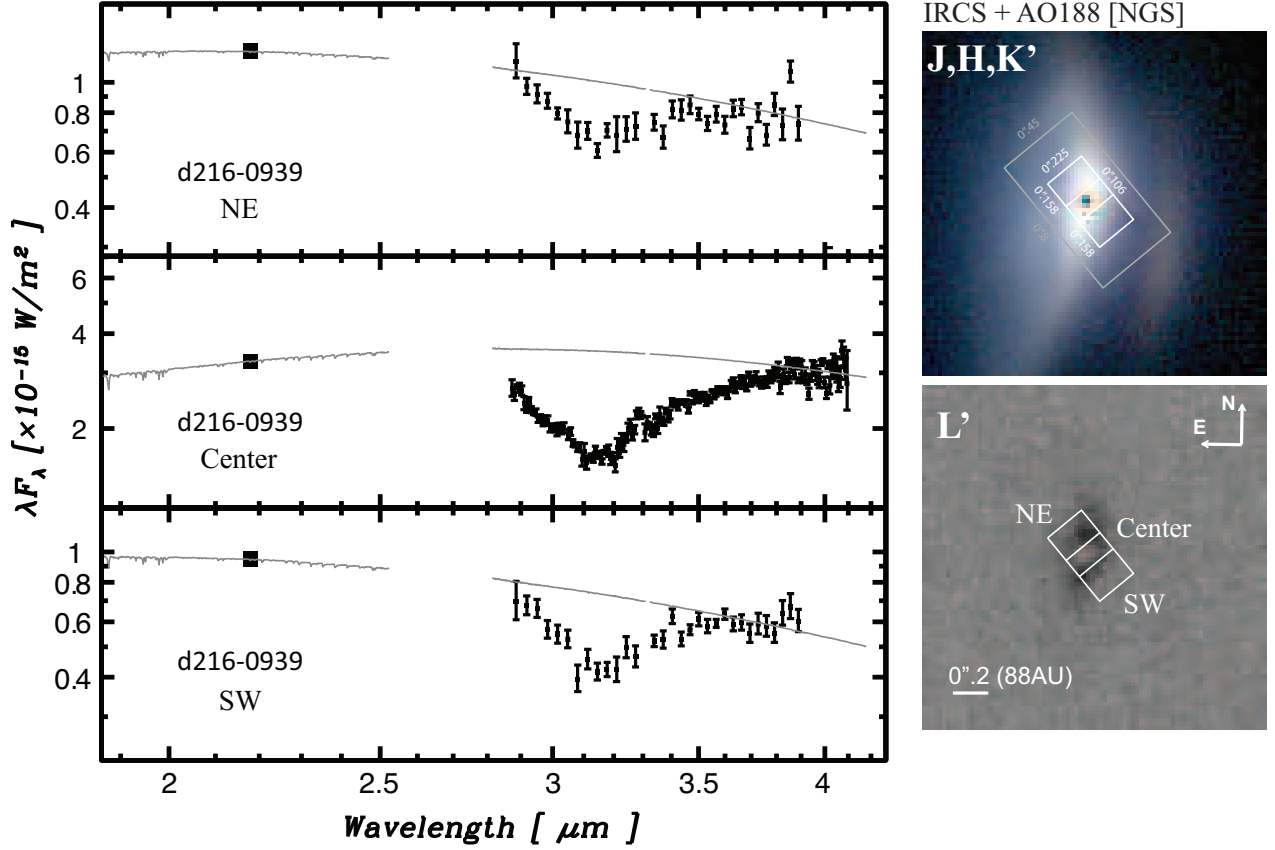 IRCS + AO188 [NGS]
λF_λ [×10⁻¹⁶ W/m²]
1
0.8
0.6
0.4
d216-0939
NE
6
4
2
d216-0939
Center
1
0.8
0.6
0.4
d216-0939
SW
2
2.5
3
3.5
4
Wavelength [ μm ]
J,H,K'
0".45
0".225
0".106
0".158
0".158
0".8
L'
N
E
NE
Center
SW
0".2 (88AU)